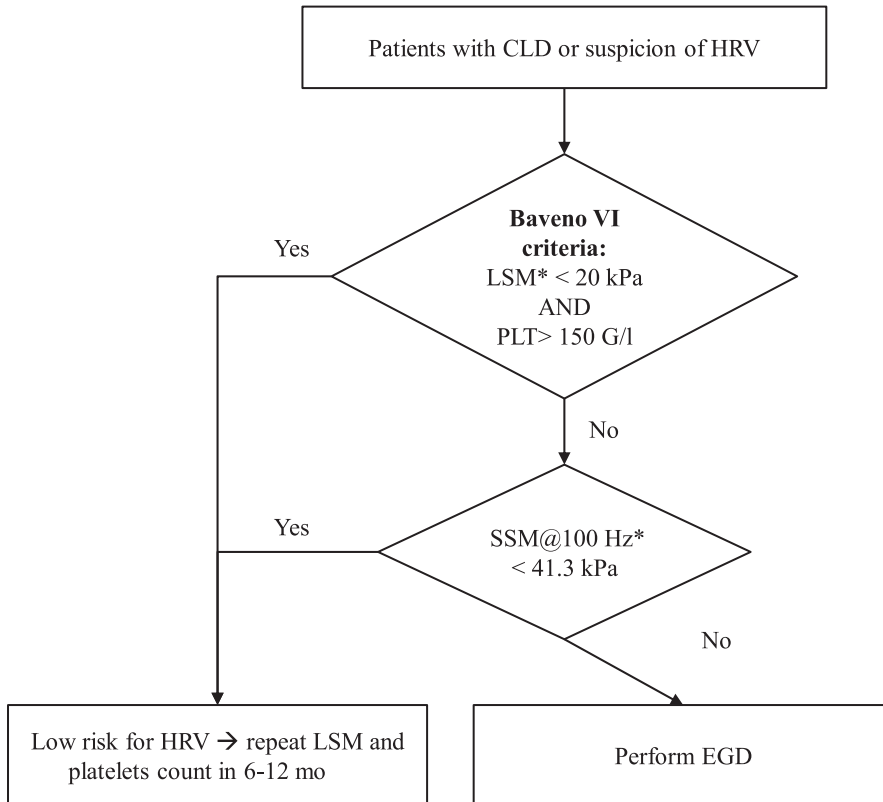 Patients with CLD or suspicion of HRV
Baveno VI
criteria:
LSM* < 20 kPa
AND
PLT> 150 G/l
Yes
No
SSM@100 Hz*
< 41.3 kPa
Yes
No
Low risk for HRV → repeat LSM and
platelets count in 6-12 mo
Perform EGD